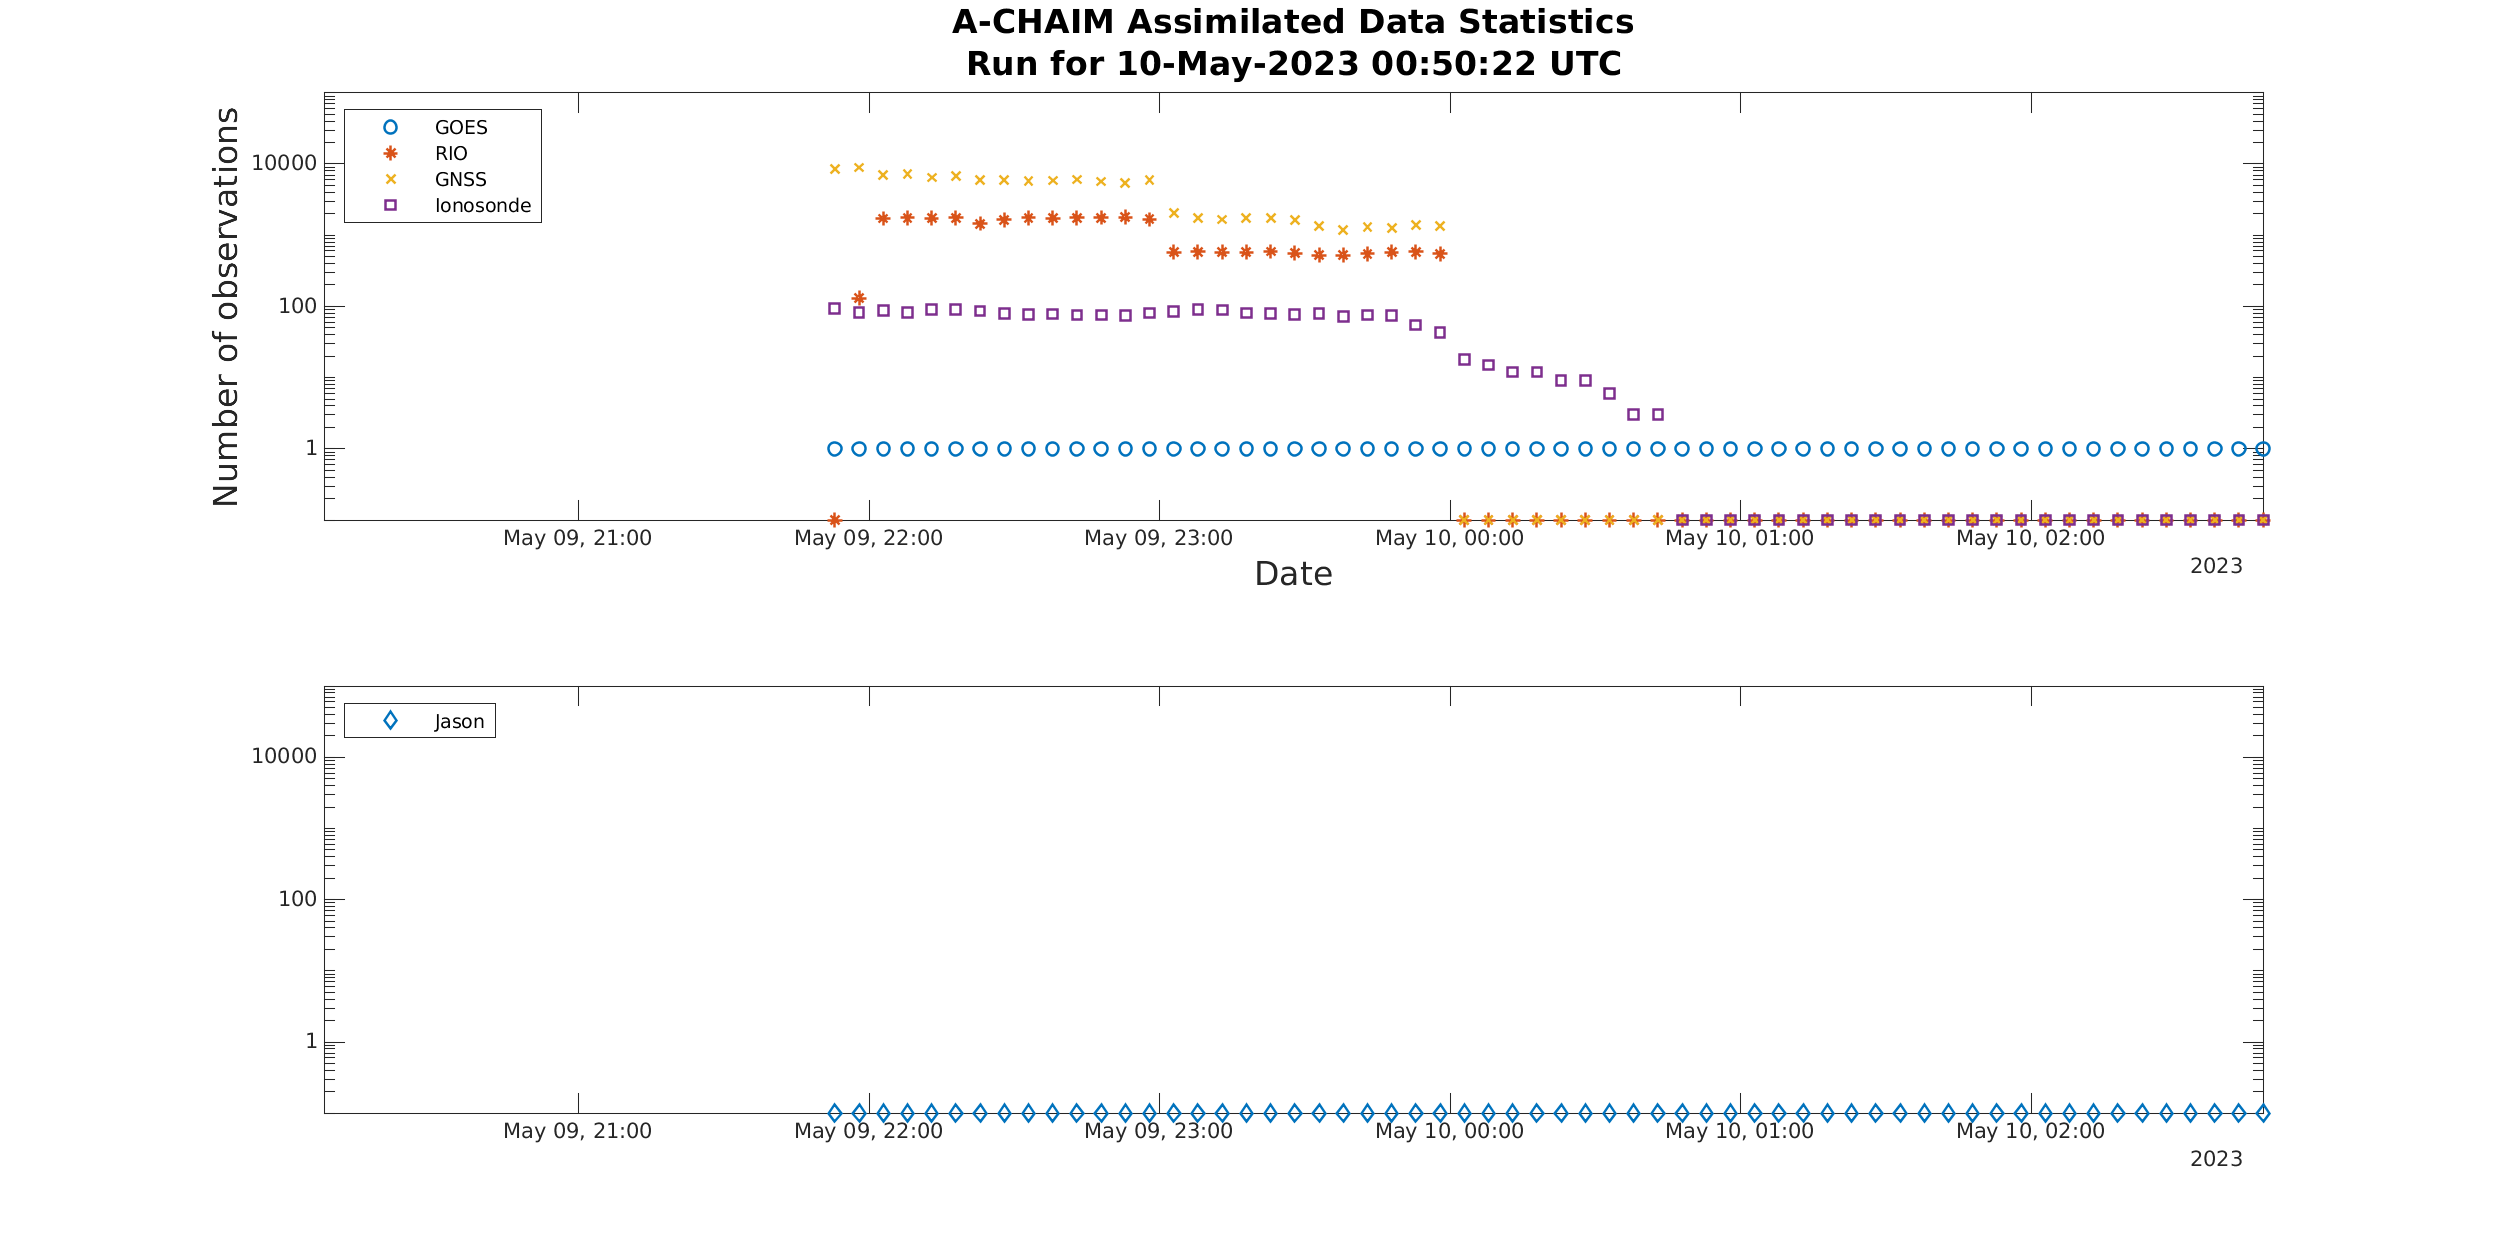 A-CHAIM Assimilated Data Statistics
Run for 10-May-2023 00:50:22 UTC
Number of observations
10000
100
1
GOES
RIO
GNSS
Ionosonde
May 09, 21:00
May 09, 22:00
May 09, 23:00
May 10, 00:00
May 10, 01:00
May 10, 02:00
Date
2023
10000
100
1
Jason
May 09, 21:00
May 09, 22:00
May 09, 23:00
May 10, 00:00
May 10, 01:00
May 10, 02:00
2023